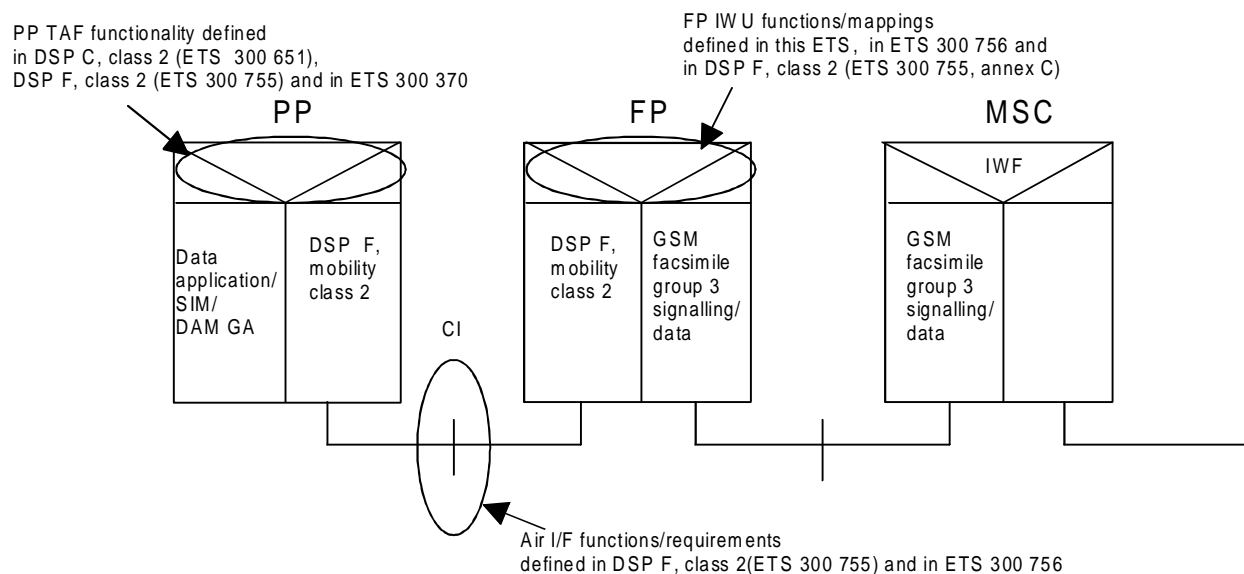 PP TAF functionality defined
in DSP C, class 2 (ETS 300 651),
DSP F, class 2 (ETS 300 755) and in ETS 300 370
FP IWU functions/mappings
defined in this ETS, in ETS 300 756 and
in DSP F, class 2 (ETS 300 755, annex C)
PP
FP
MSC
IWF
Data
application/
SIM/
DAM GA
DSP F,
mobility
class 2
DSP F,
mobility
class 2
GSM
facsimile
group 3
signalling/
data
GSM
facsimile
group 3
signalling/
data
CI
Air I/F functions/requirements
defined in DSP F, class 2(ETS 300 755) and in ETS 300 756